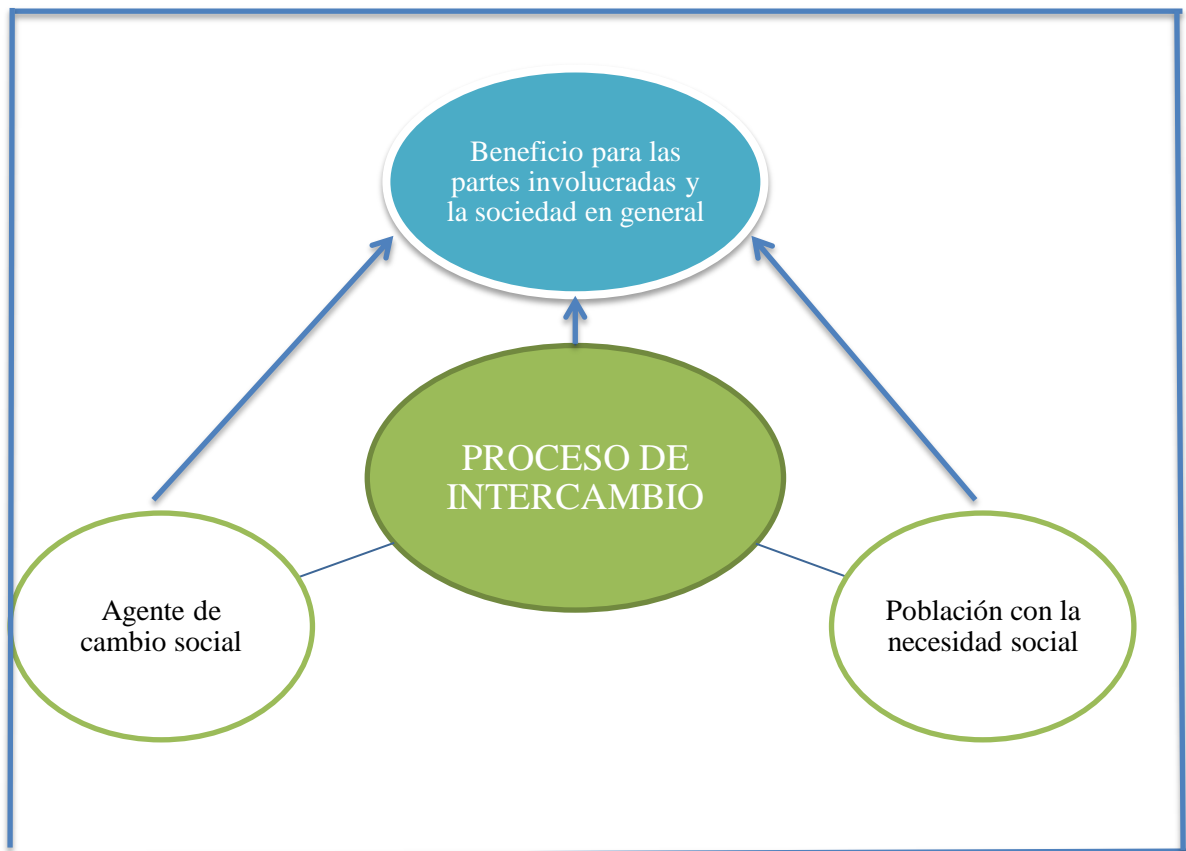 Beneficio para las
partes involucradas y
la sociedad en general
PROCESO DE
INTERCAMBIO
Agente de
cambio social
Población con la
necesidad social